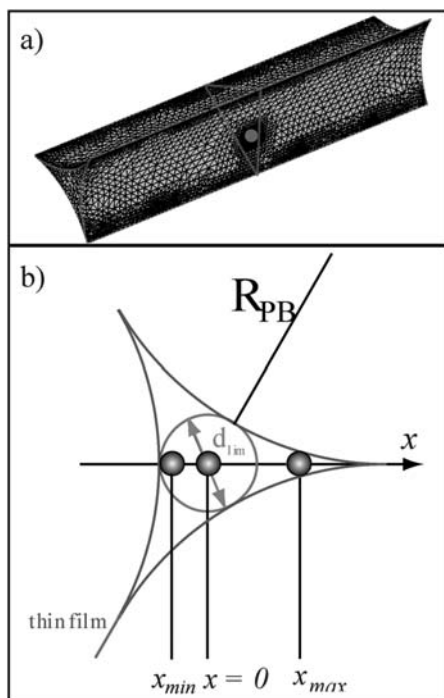 a)
b)
R_PB
x
d_lim
thin film
x_min x = 0 x_max